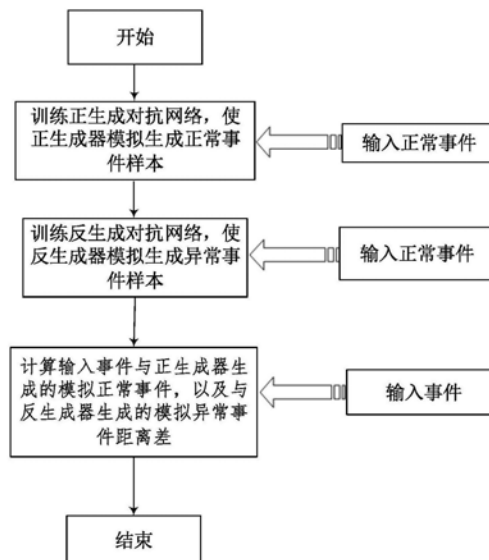 开始
训练正生成对抗网络，使
正生成器模拟生成正常事
件样本
输入正常事件
训练反生成对抗网络，使
反生成器模拟生成异常事
件样本
输入正常事件
计算输入事件与正生成器生
成的模拟正常事件，以及与
反生成器生成的模拟异常事
件距离差
输入事件
结束